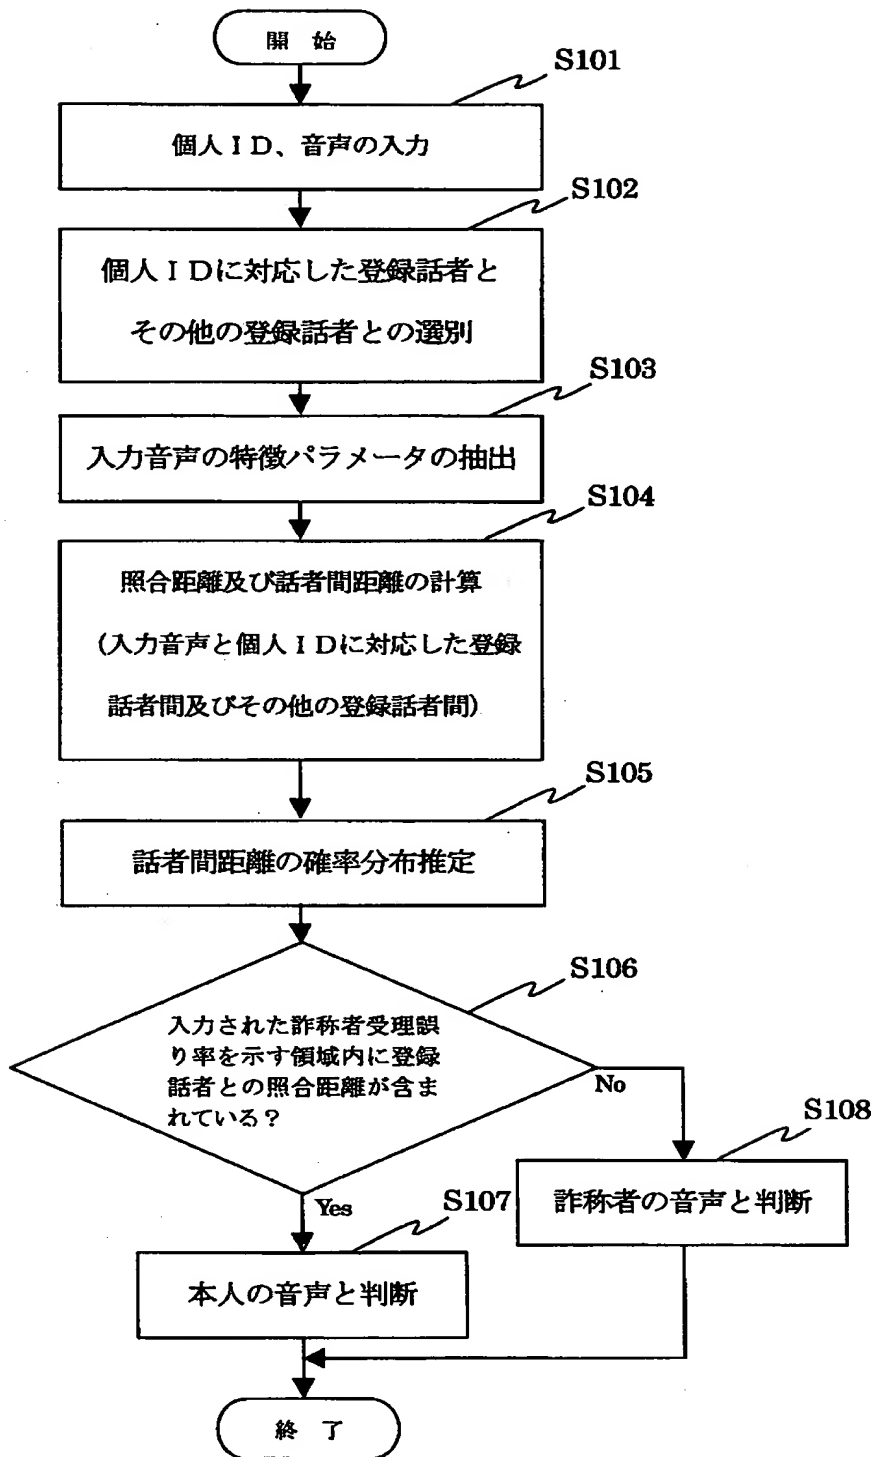 開 始
S101
個人ID、音声の入力
S102
個人IDに対応した登録話者と
その他の登録話者との選別
S103
入力音声の特徴パラメータの抽出
S104
照合距離及び話者間距離の計算
(入力音声と個人IDに対応した登録
話者間及びその他の登録話者間)
S105
話者間距離の確率分布推定
S106
入力された詐称者受理誤
り率を示す領域内に登録
話者との照合距離が含ま
れている?
No
S108
詐称者の音声と判断
Yes
S107
本人の音声と判断
終 了